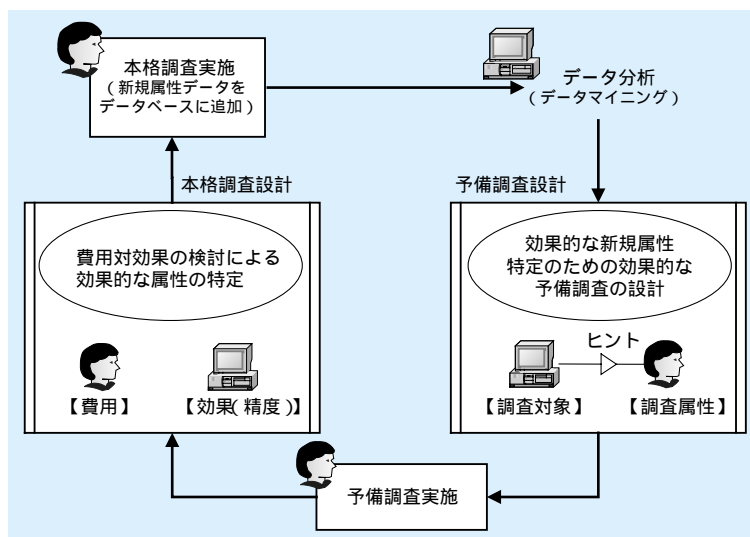 本格調査実施
(新規属性データを
データベースに追加)
データ分析
(データマイニング)
本格調査設計
予備調査設計
費用対効果の検討による
効果的な属性の特定
効果的な新規属性
特定のための効果的な
予備調査の設計
ヒント
【費用】
【効果(精度)】
【調査対象】
【調査属性】
予備調査実施